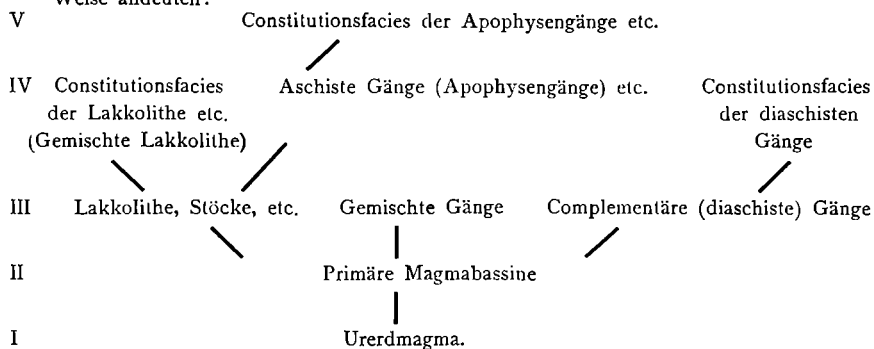 Weise andeuten:
V Constitutionsfacies der Apophysengänge etc.
IV Constitutionsfacies Aschiste Gänge (Apophysengänge) etc. Constitutionsfacies
der Lakkolithe etc. der diaschisten
(Gemischte Lakkolithe) Gänge
III Lakkolithe, Stöcke, etc. Gemischte Gänge Complementäre (diaschiste) Gänge
II Primäre Magmabassine
I Urerdmagma.